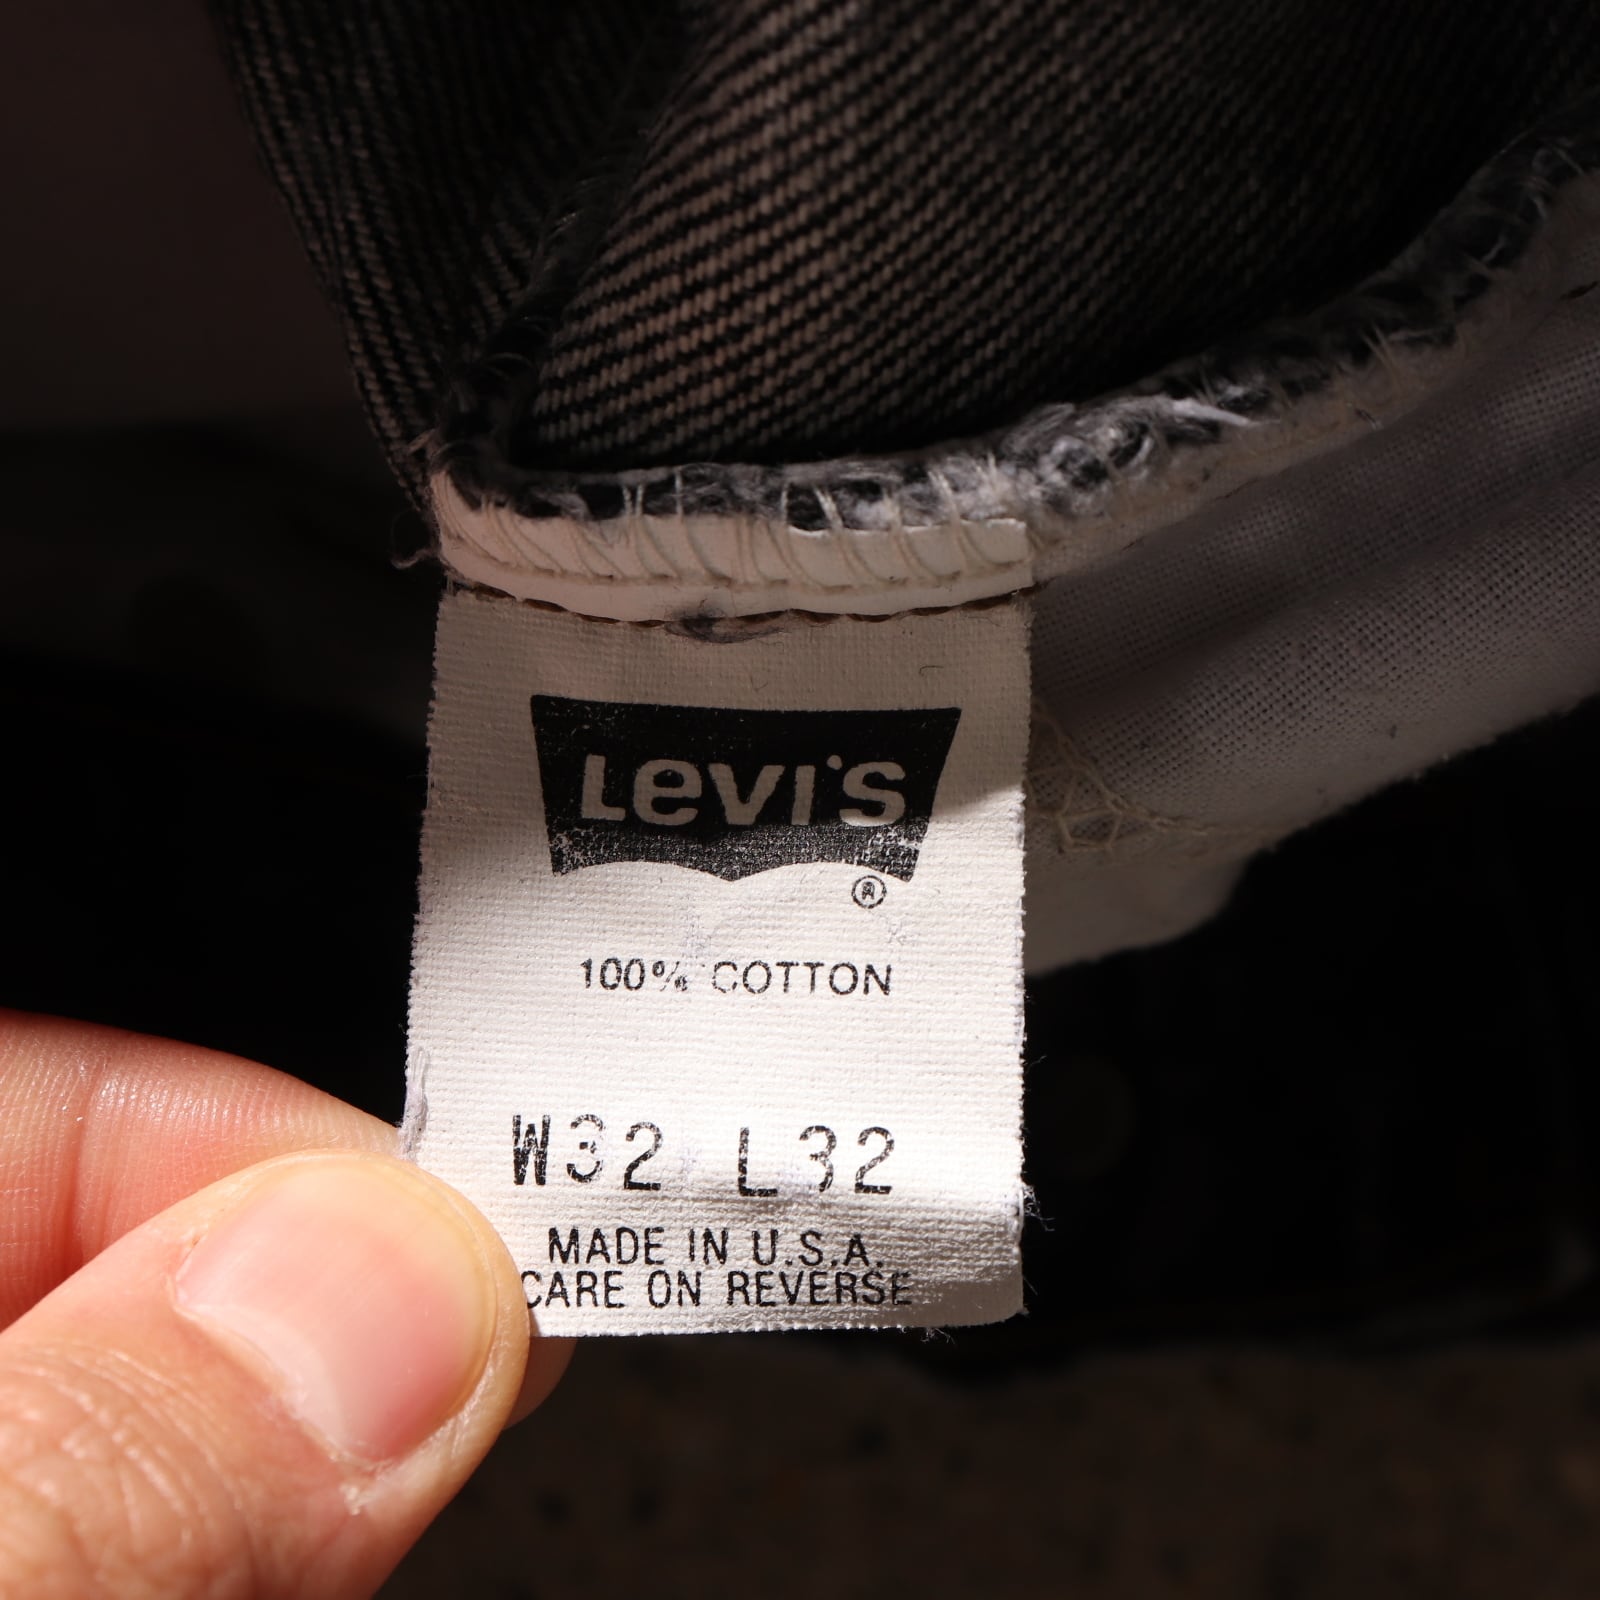 Levi's
®
100% COTTON
W32 L32
MADE IN U.S.A.
CARE ON REVERSE